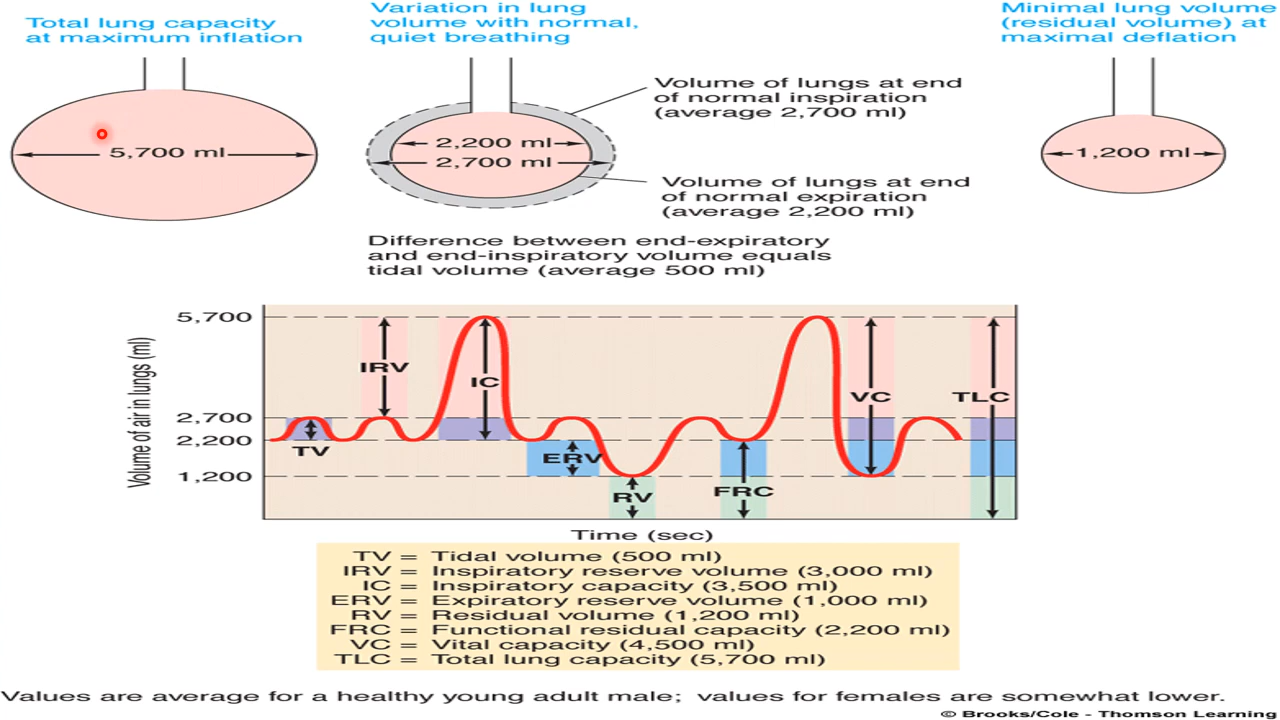 Total lung capacity
at maximum inflation
Variation in lung
volume with normal,
quiet breathing
Minimal lung volume
(residual volume) at
maximal deflation
5,700 ml
2,200 ml
2,700 ml
Volume of lungs at end
of normal inspiration
(average 2,700 ml)
Volume of lungs at end
of normal expiration
(average 2,200 ml)
1,200 ml
Difference between end-expiratory
and end-inspiratory volume equals
tidal volume (average 500 ml)
Volume of air in lungs (ml)
5,700
2,700
2,200
1,200
TV
IRV
IC
ERV
RV
FRC
VC
TLC
Time (sec)
TV = Tidal volume (500 ml)
IRV = Inspiratory reserve volume (3,000 ml)
IC = Inspiratory capacity (3,500 ml)
ERV = Expiratory reserve volume (1,000 ml)
RV = Residual volume (1,200 ml)
FRC = Functional residual capacity (2,200 ml)
VC = Vital capacity (4,500 ml)
TLC = Total lung capacity (5,700 ml)
Values are average for a healthy young adult male; values for females are somewhat lower.
© Brooks/Cole - Thomson Learning